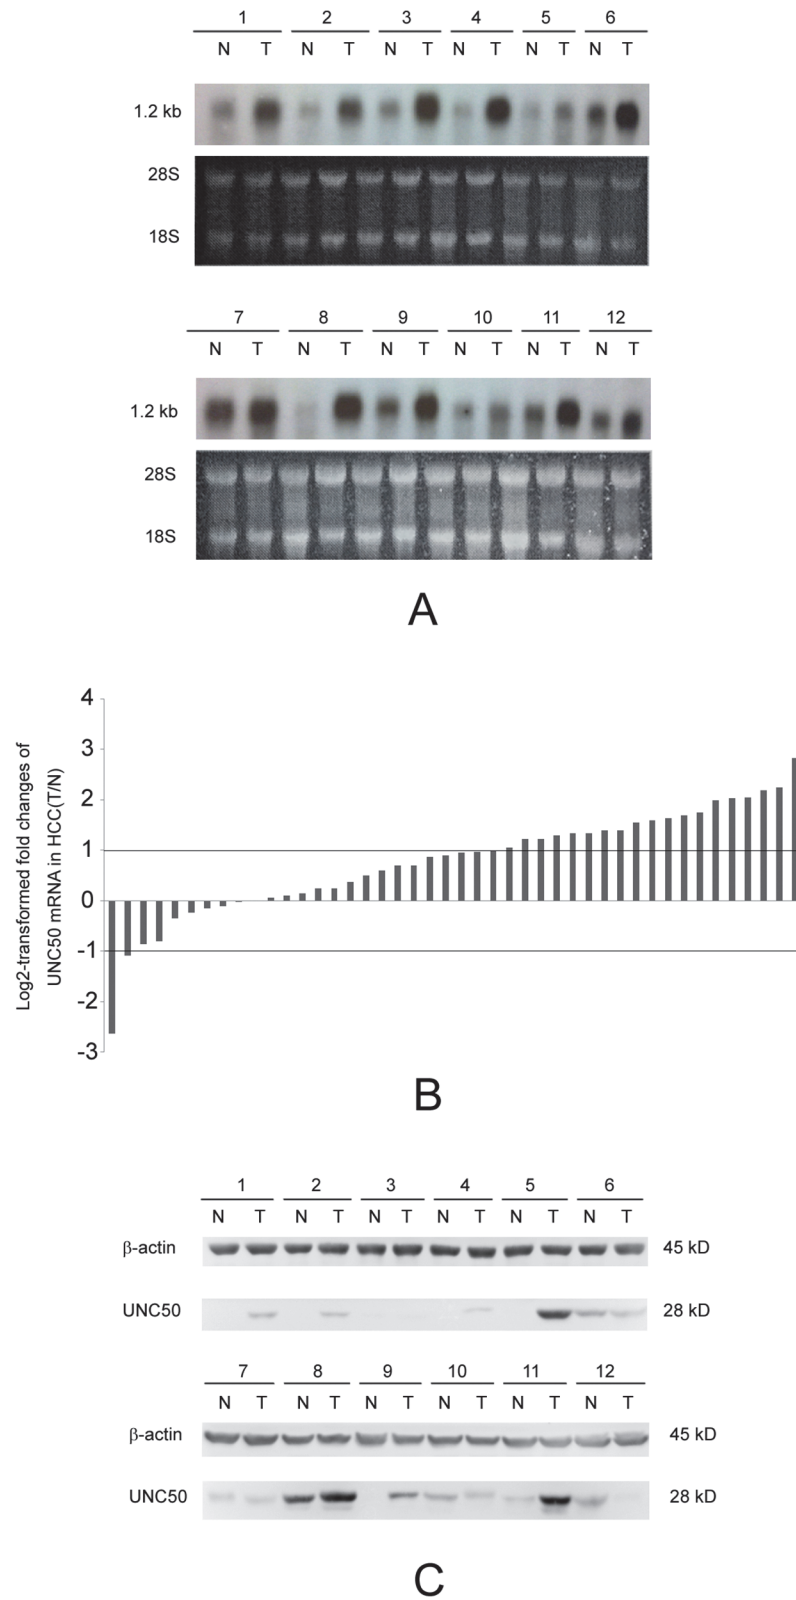 1 2 3 4 5 6
N T N T N T N T N T N T
1.2 kb
28S
18S
7 8 9 10 11 12
N T N T N T N T N T N T
1.2 kb
28S
18S
A
Log2-transformed fold changes of
UNC50 mRNA in HCC(T/N)
4
3
2
1
0
-1
-2
-3
B
1 2 3 4 5 6
N T N T N T N T N T N T
β-actin 45 kD
UNC50 28 kD
7 8 9 10 11 12
N T N T N T N T N T N T
β-actin 45 kD
UNC50 28 kD
C